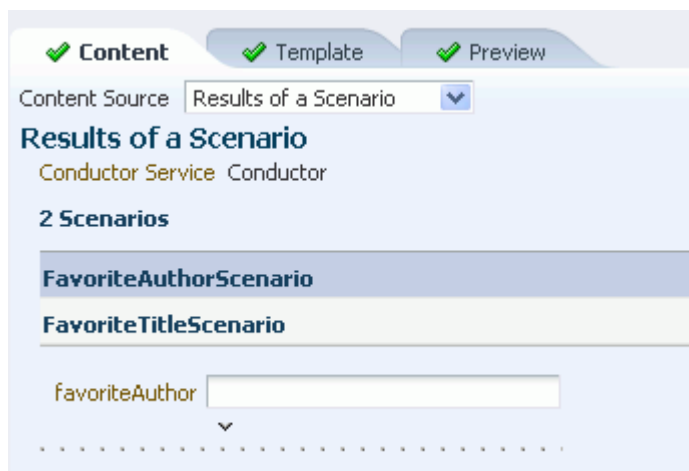 Content Template Preview
Content Source Results of a Scenario
Results of a Scenario
Conductor Service Conductor
2 Scenarios
FavoriteAuthorScenario
FavoriteTitleScenario
favoriteAuthor